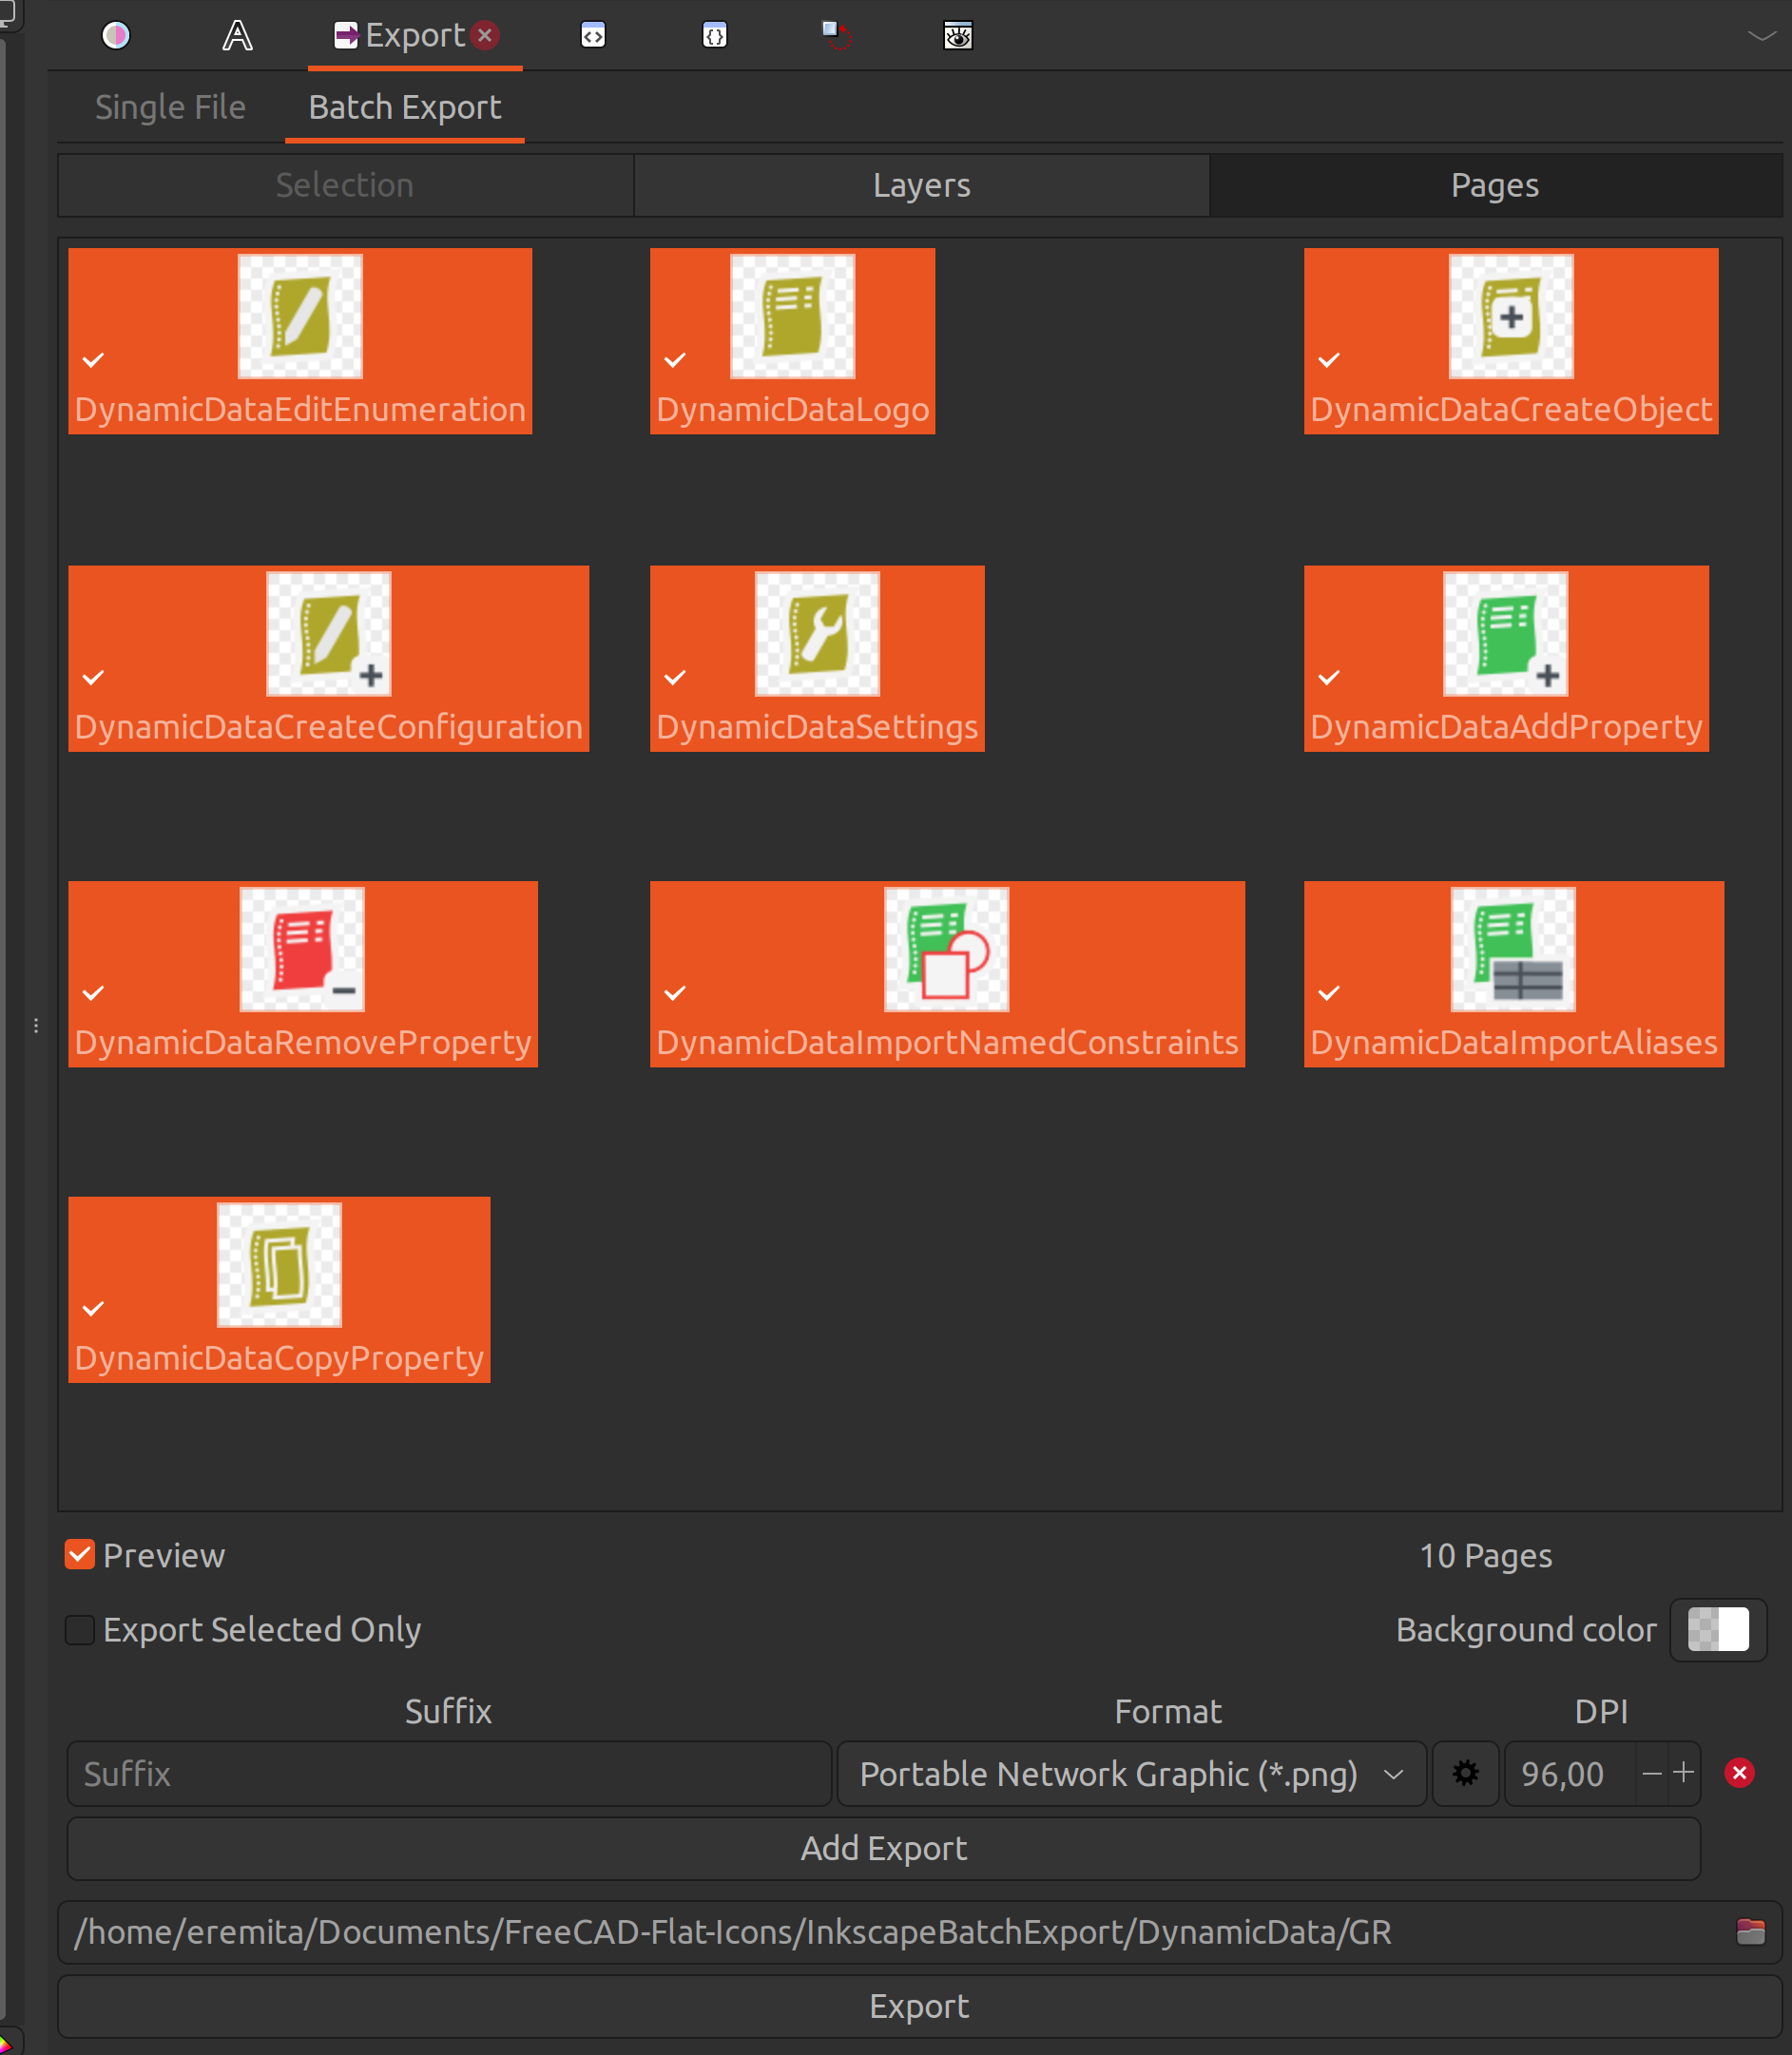 Export
Single File Batch Export
Selection Layers Pages
DynamicDataEditEnumeration DynamicDataLogo DynamicDataCreateObject
DynamicDataCreateConfiguration DynamicDataSettings DynamicDataAddProperty
DynamicDataRemoveProperty DynamicDataImportNamedConstraints DynamicDataImportAliases
DynamicDataCopyProperty
Preview 10 Pages
Export Selected Only Background color
Suffix Format DPI
Suffix Portable Network Graphic (*.png) 96,00
Add Export
/home/eremita/Documents/FreeCAD-Flat-Icons/InkscapeBatchExport/DynamicData/GR
Export